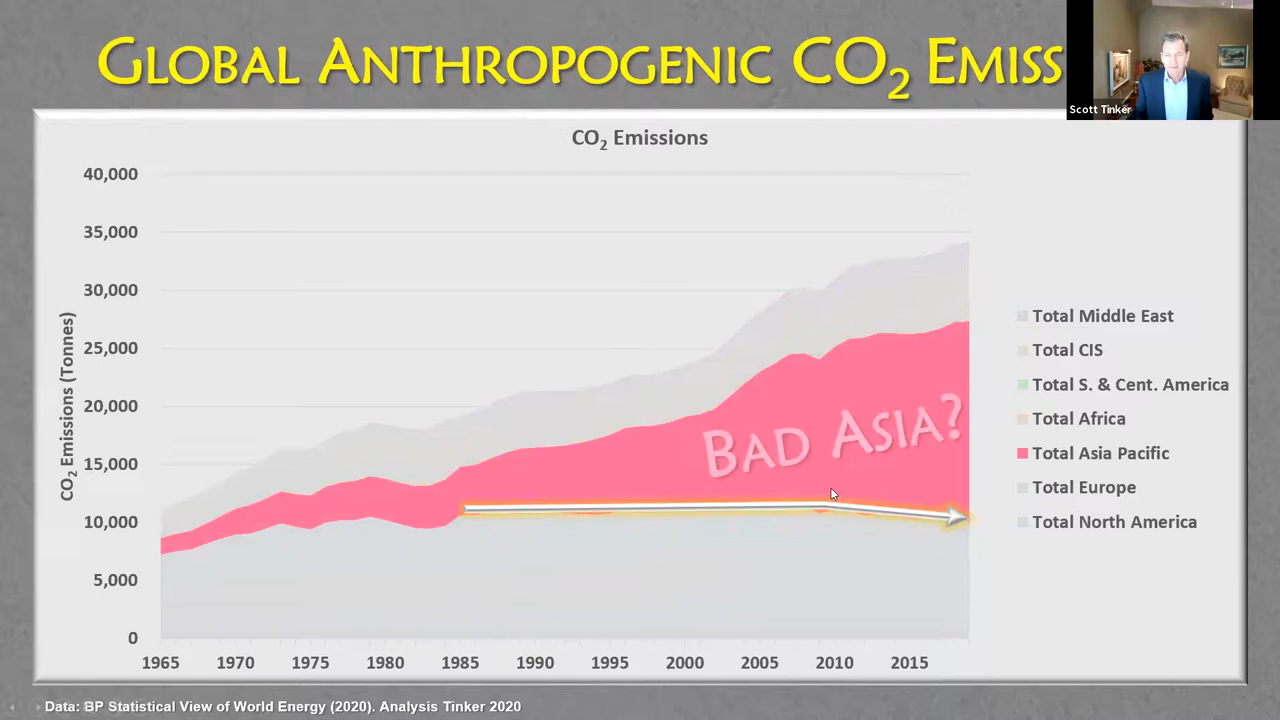 GLOBAL ANTHROPOGENIC CO2 EMISS
Scott Tinker
CO2 Emissions
40,000
35,000
30,000
25,000
20,000
15,000
10,000
5,000
0
CO2 Emissions (Tonnes)
BAD ASIA?
1965 1970 1975 1980 1985 1990 1995 2000 2005 2010 2015
Total Middle East
Total CIS
Total S. & Cent. America
Total Africa
Total Asia Pacific
Total Europe
Total North America
Data: BP Statistical View of World Energy (2020). Analysis Tinker 2020